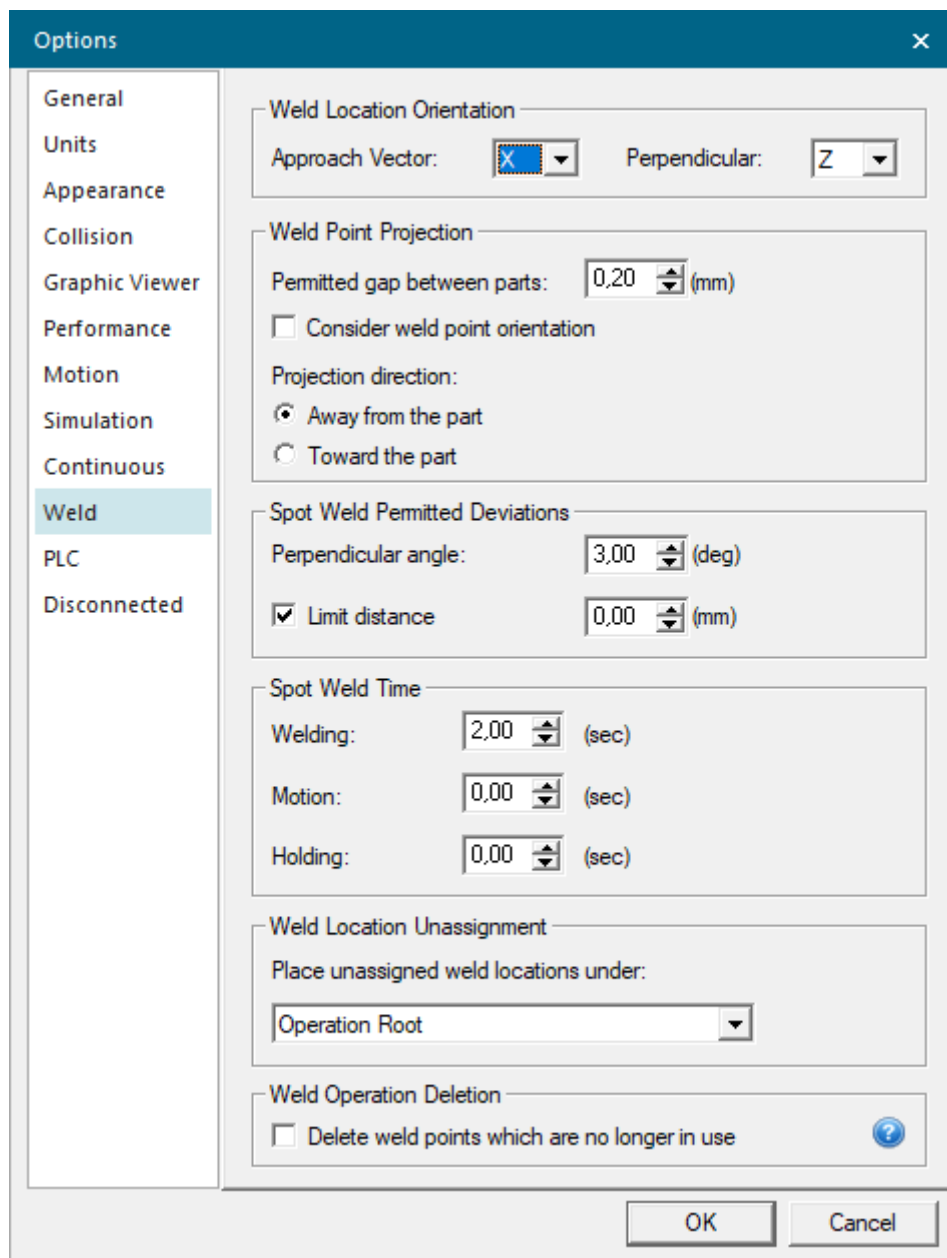 Options
General
Units
Appearance
Collision
Graphic Viewer
Performance
Motion
Simulation
Continuous
Weld
PLC
Disconnected
Weld Location Orientation
Approach Vector: X Perpendicular: Z
Weld Point Projection
Permitted gap between parts: 0,20 (mm)
Consider weld point orientation
Projection direction:
Away from the part
Toward the part
Spot Weld Permitted Deviations
Perpendicular angle: 3,00 (deg)
Limit distance 0,00 (mm)
Spot Weld Time
Welding: 2,00 (sec)
Motion: 0,00 (sec)
Holding: 0,00 (sec)
Weld Location Unassignment
Place unassigned weld locations under:
Operation Root
Weld Operation Deletion
Delete weld points which are no longer in use ?
OK Cancel